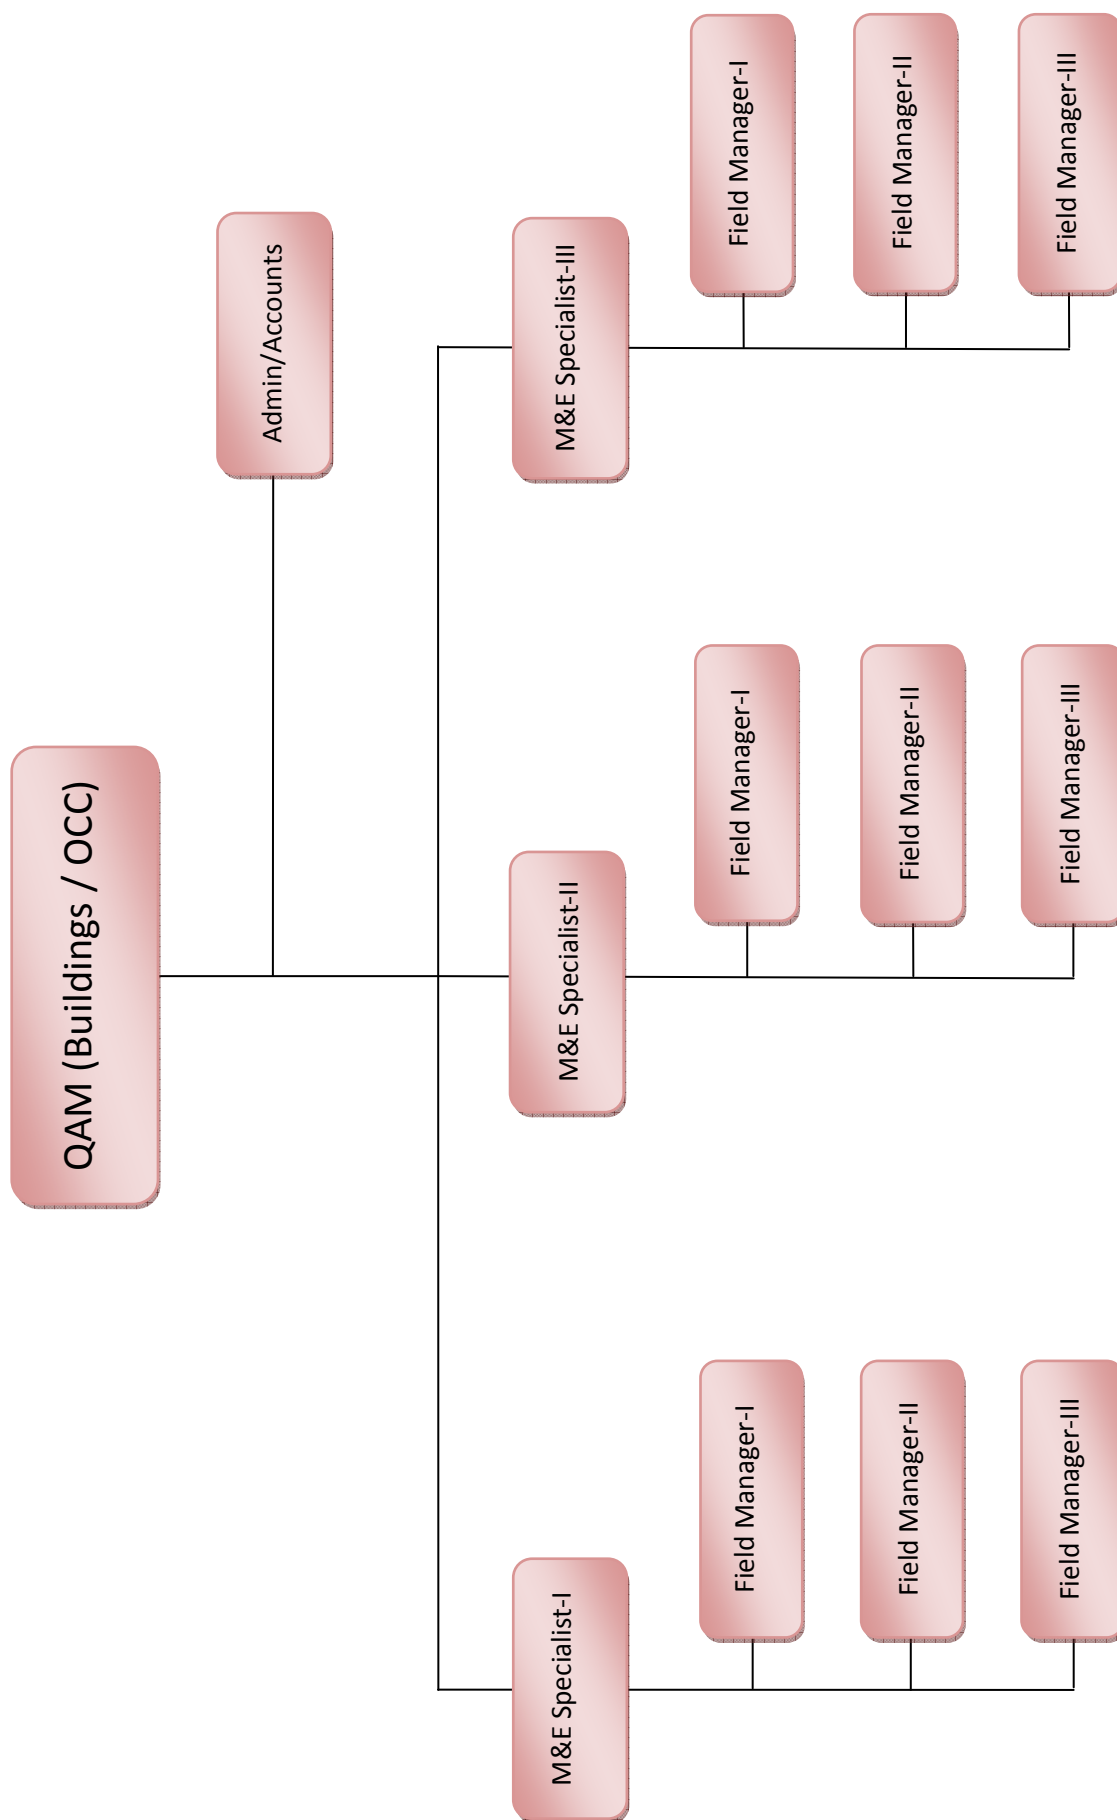 QAM (Buildings / OCC)
Admin/Accounts
M&E Specialist-I
M&E Specialist-II
M&E Specialist-III
Field Manager-I
Field Manager-I
Field Manager-I
Field Manager-II
Field Manager-II
Field Manager-II
Field Manager-III
Field Manager-III
Field Manager-III